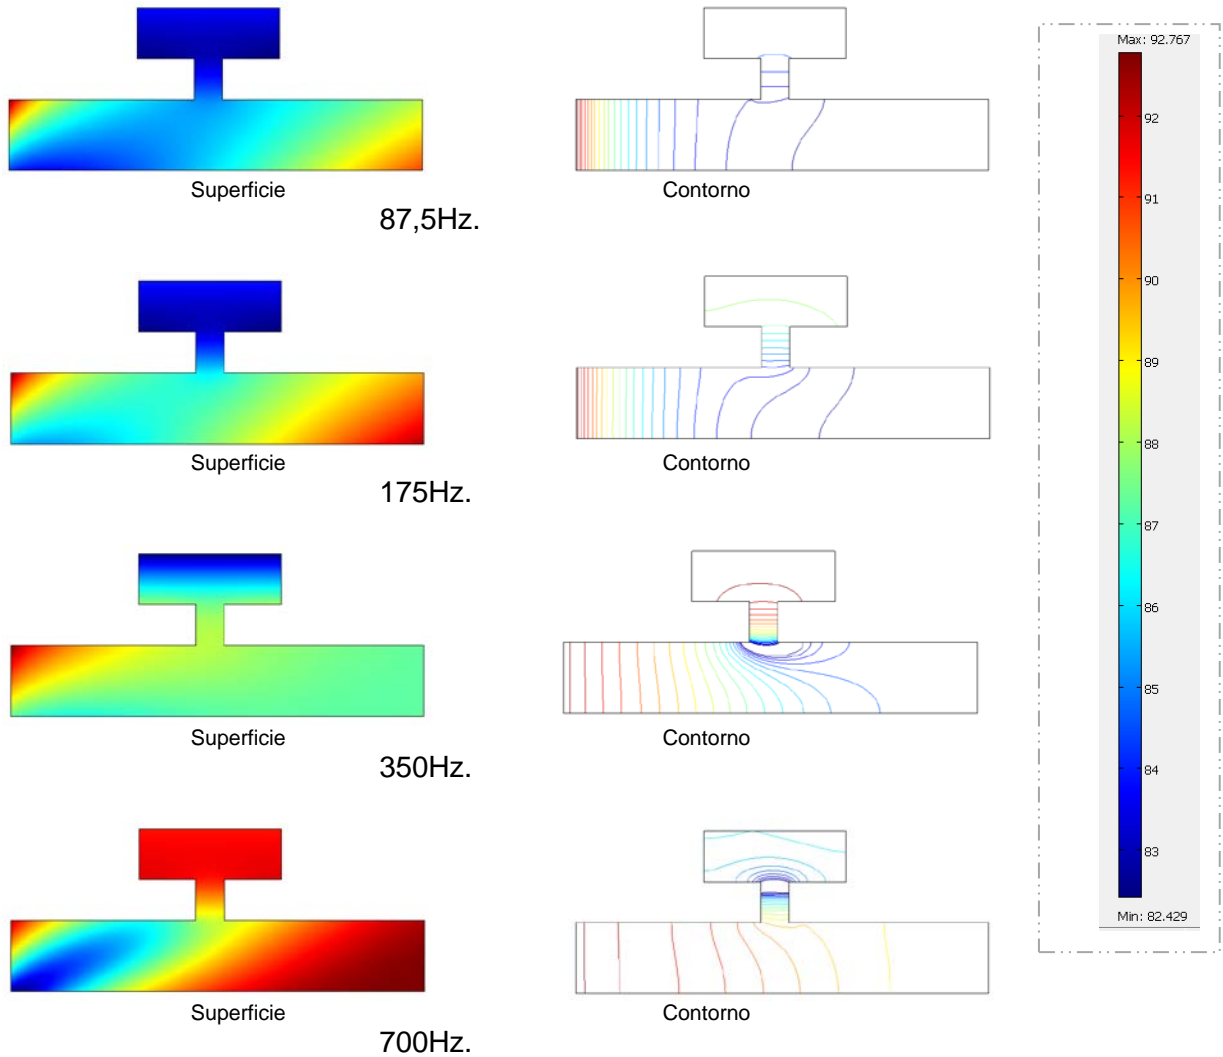 Superficie
Contorno
87,5Hz.
Superficie
Contorno
175Hz.
Superficie
Contorno
350Hz.
Superficie
Contorno
700Hz.
Max: 92.767
92
91
90
89
88
87
86
85
84
83
Min: 82.429